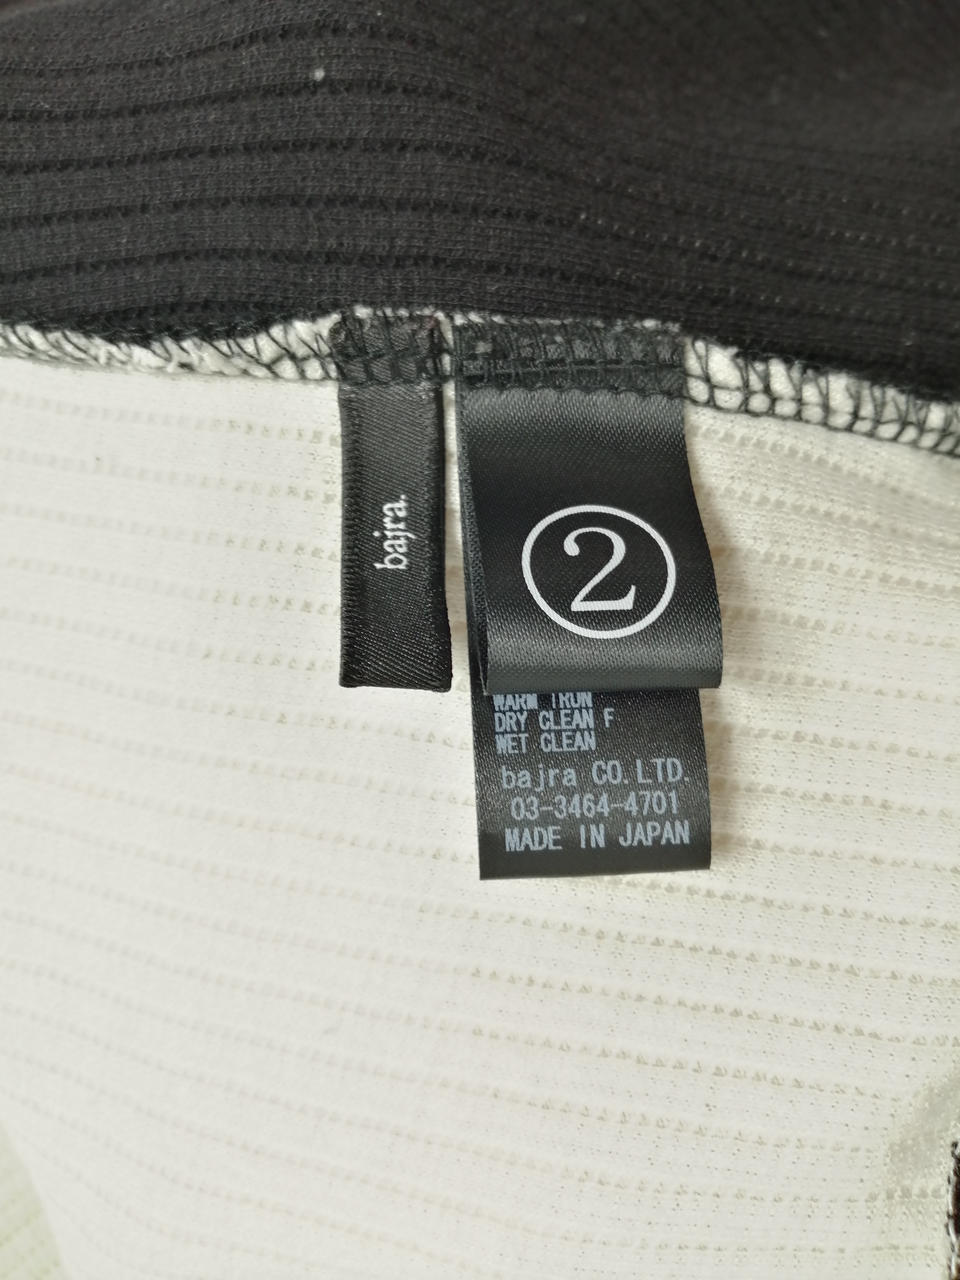 bajra.
2
WARM IRON
DRY CLEAN F
WET CLEAN
bajra CO.LTD.
03-3464-4701
MADE IN JAPAN